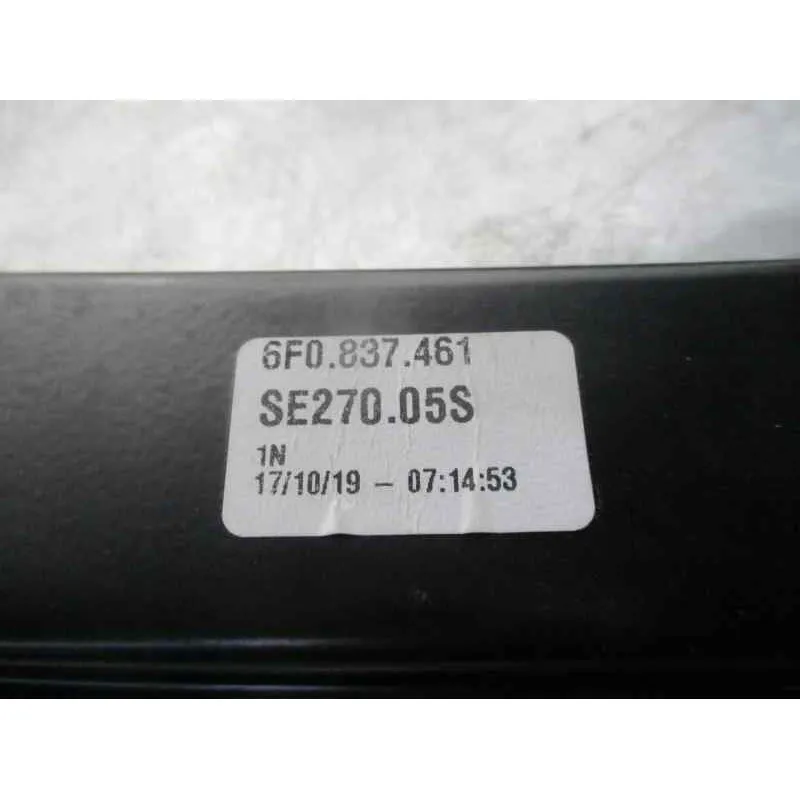 6F0.837.461
SE270.05S
1N
17/10/19 - 07:14:53